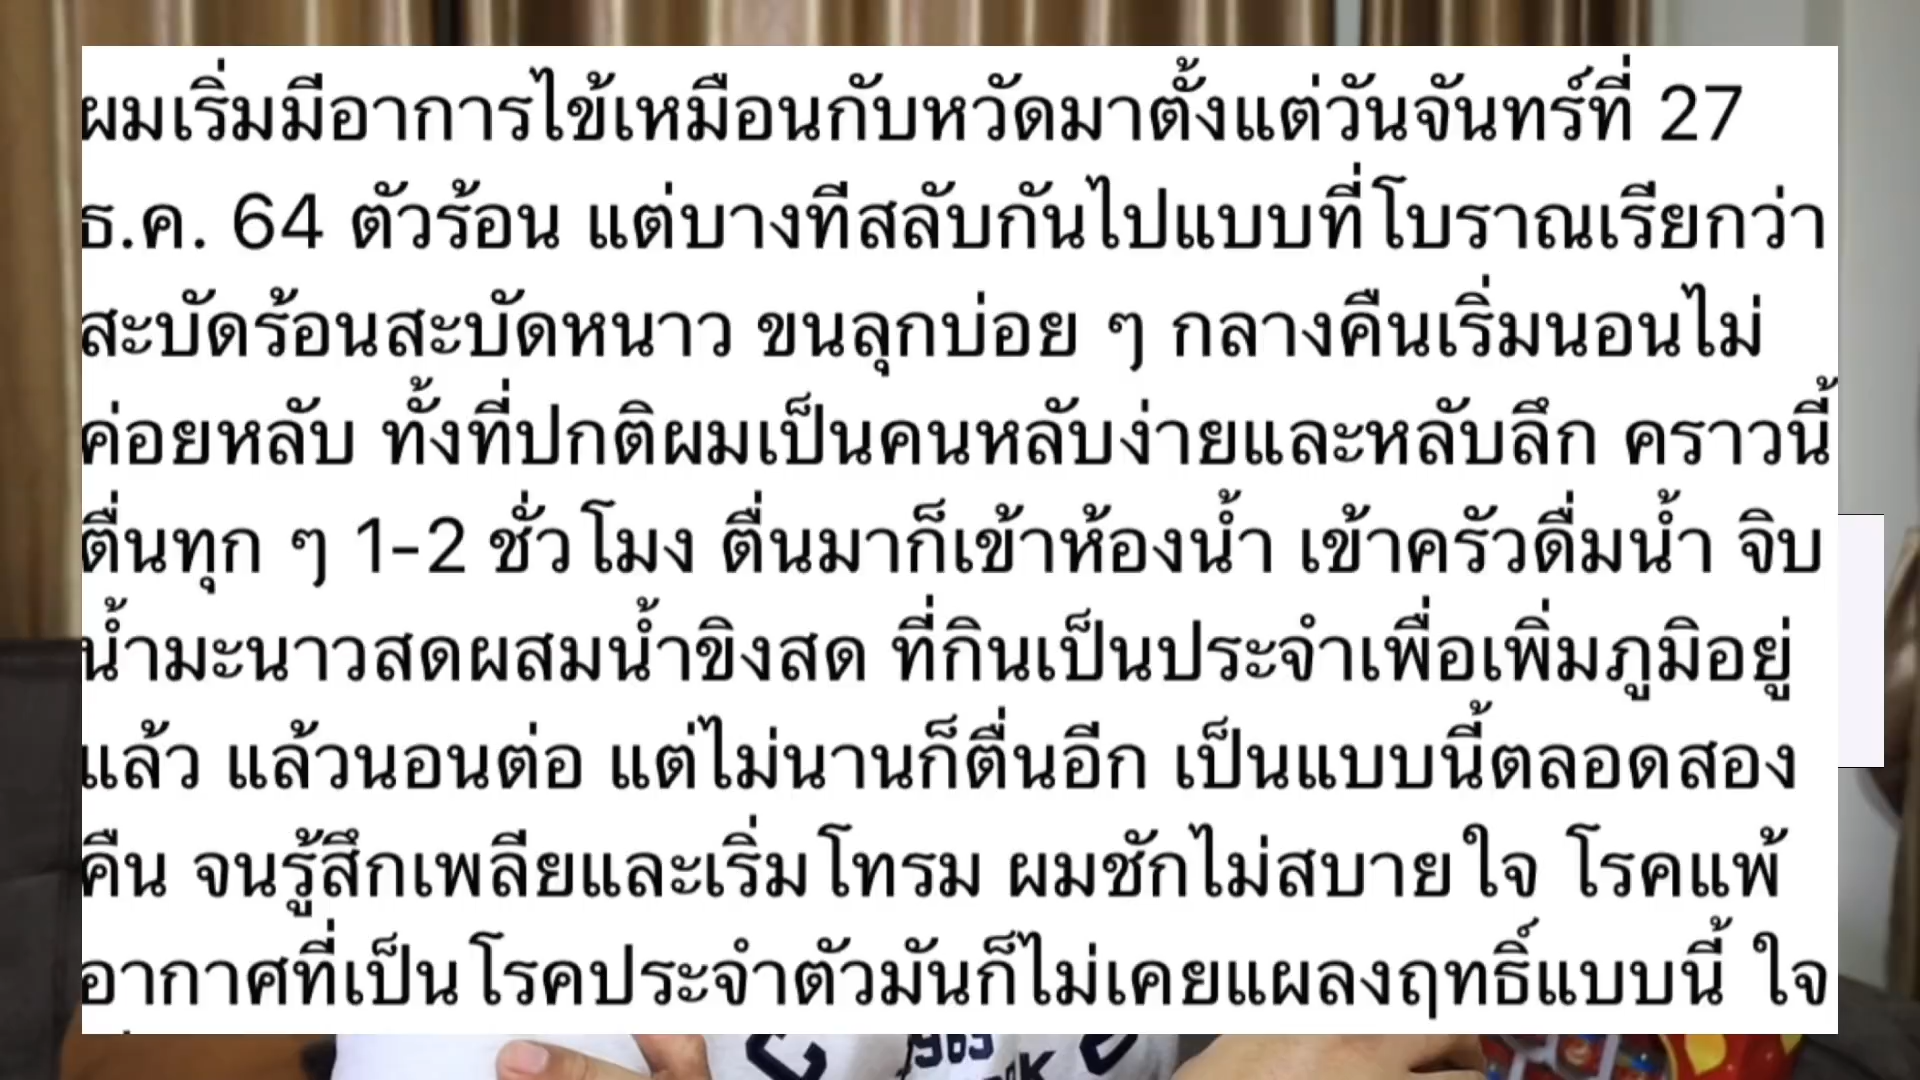 ผมเริ่มมีอาการไข้เหมือนกับหวัดมาตั้งแต่วันจันทร์ที่ 27
ธ.ค. 64 ตัวร้อน แต่บางทีสลับกันไปแบบที่โบราณเรียกว่า
สะบัดร้อนสะบัดหนาว ขนลุกบ่อย ๆ กลางคืนเริ่มนอนไม่
ค่อยหลับ ทั้งที่ปกติผมเป็นคนหลับง่ายและหลับลึก คราวนี้
ตื่นทุก ๆ 1-2 ชั่วโมง ตื่นมาก็เข้าห้องน้ำ เข้าครัวดื่มน้ำ จิบ
น้ำมะนาวสดผสมน้ำขิงสด ที่กินเป็นประจำเพื่อเพิ่มภูมิอยู่
แล้ว แล้วนอนต่อ แต่ไม่นานก็ตื่นอีก เป็นแบบนี้ตลอดสอง
คืน จนรู้สึกเพลียและเริ่มโทรม ผมชักไม่สบายใจ โรคแพ้
อากาศที่เป็นโรคประจำตัวมันก็ไม่เคยแผลงฤทธิ์แบบนี้ ใจ